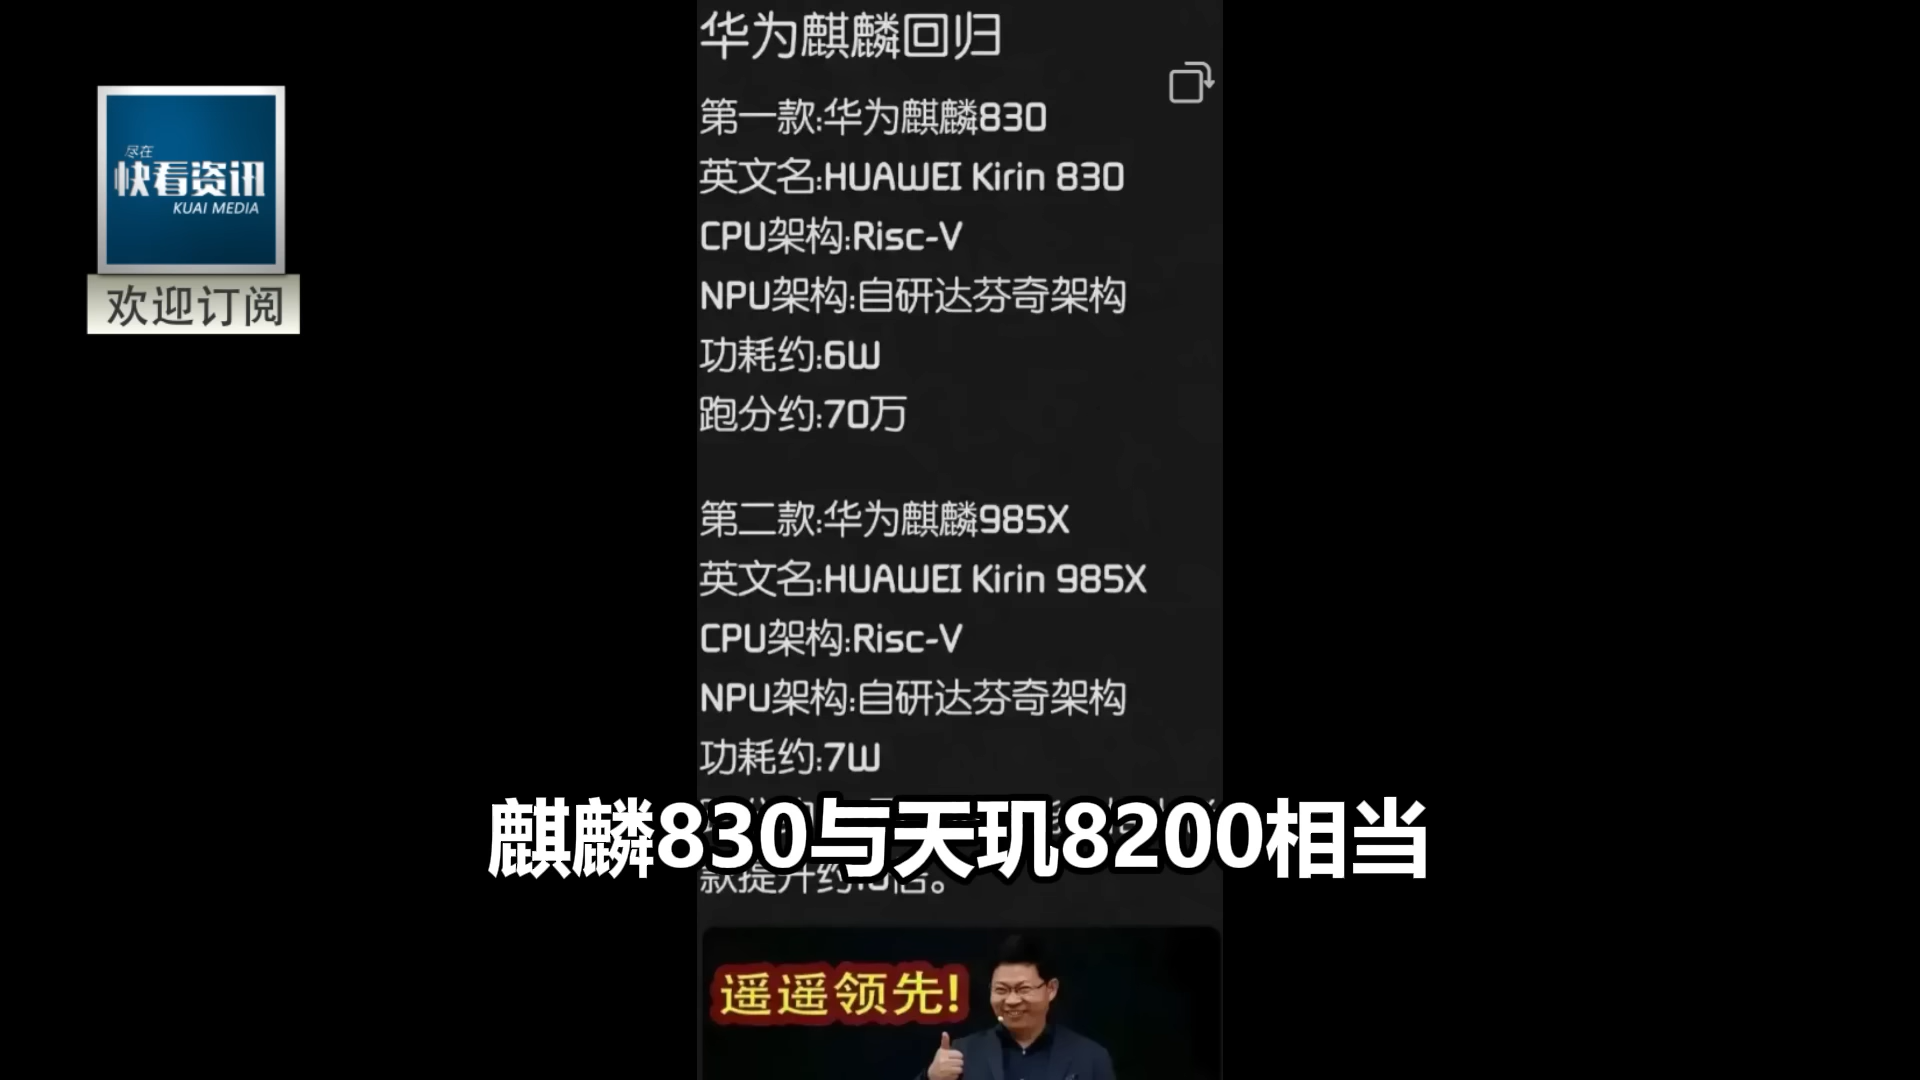 尽在
快看资讯
KUAI MEDIA
欢迎订阅
华为麒麟回归
第一款:华为麒麟830
英文名:HUAWEI Kirin 830
CPU架构:Risc-V
NPU架构:自研达芬奇架构
功耗约:6W
跑分约:70万
第二款:华为麒麟985X
英文名:HUAWEI Kirin 985X
CPU架构:Risc-V
NPU架构:自研达芬奇架构
功耗约:7W
麒麟830与天玑8200相当
款提升约
倍。
遥遥领先!